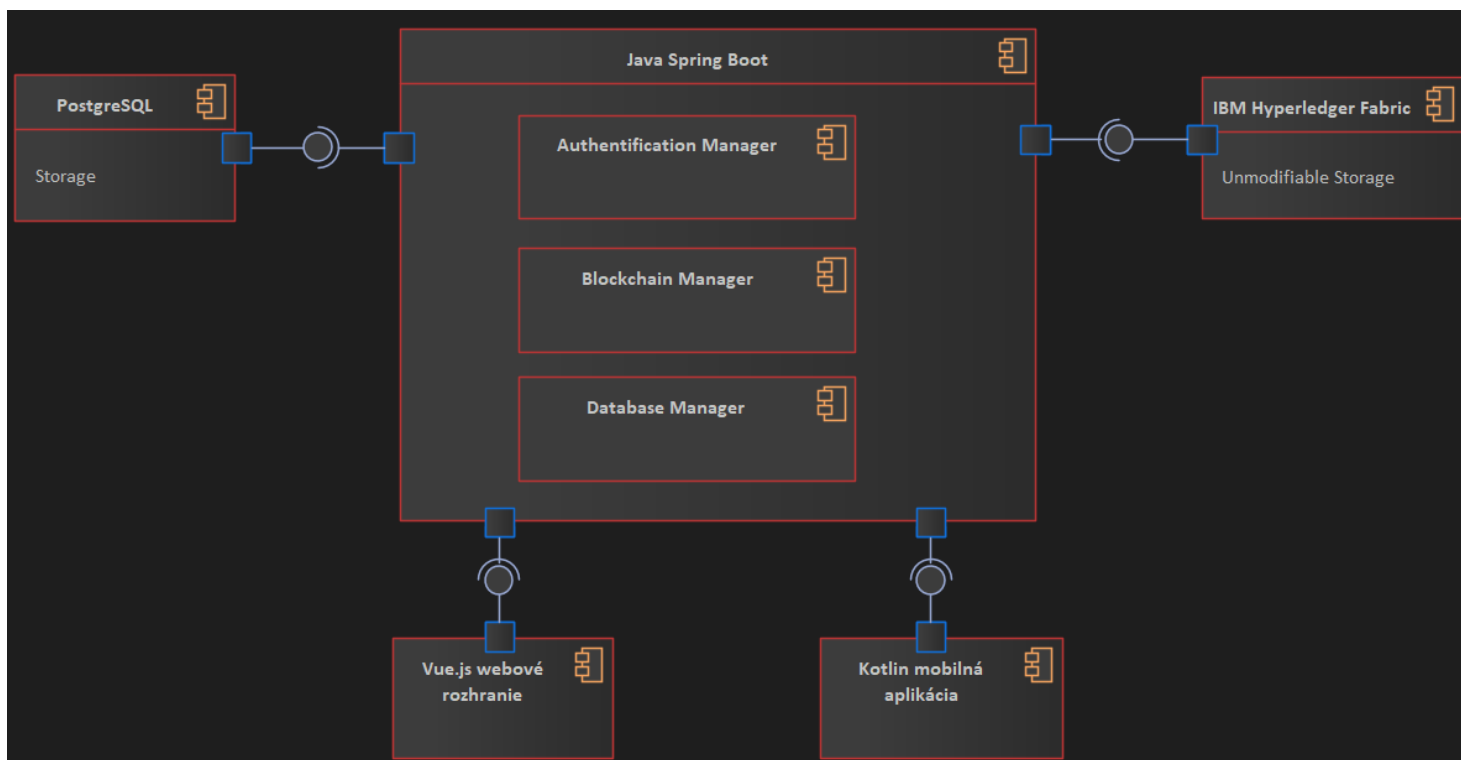 Java Spring Boot
PostgreSQL
Storage
IBM Hyperledger Fabric
Unmodifiable Storage
Authentification Manager
Blockchain Manager
Database Manager
Vue.js webové
rozhranie
Kotlin mobilná
aplikácia